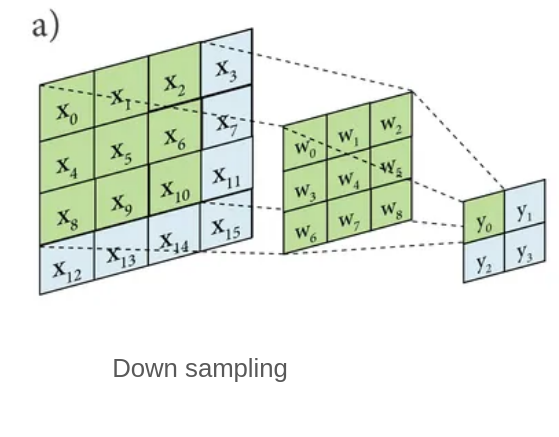 a)
x0 x1 x2 x3
x4 x5 x6 x7
x8 x9 x10 x11
x12 x13 x14 x15
w0 w1 w2
w3 w4 w5
w6 w7 w8
y0 y1
y2 y3
Down sampling